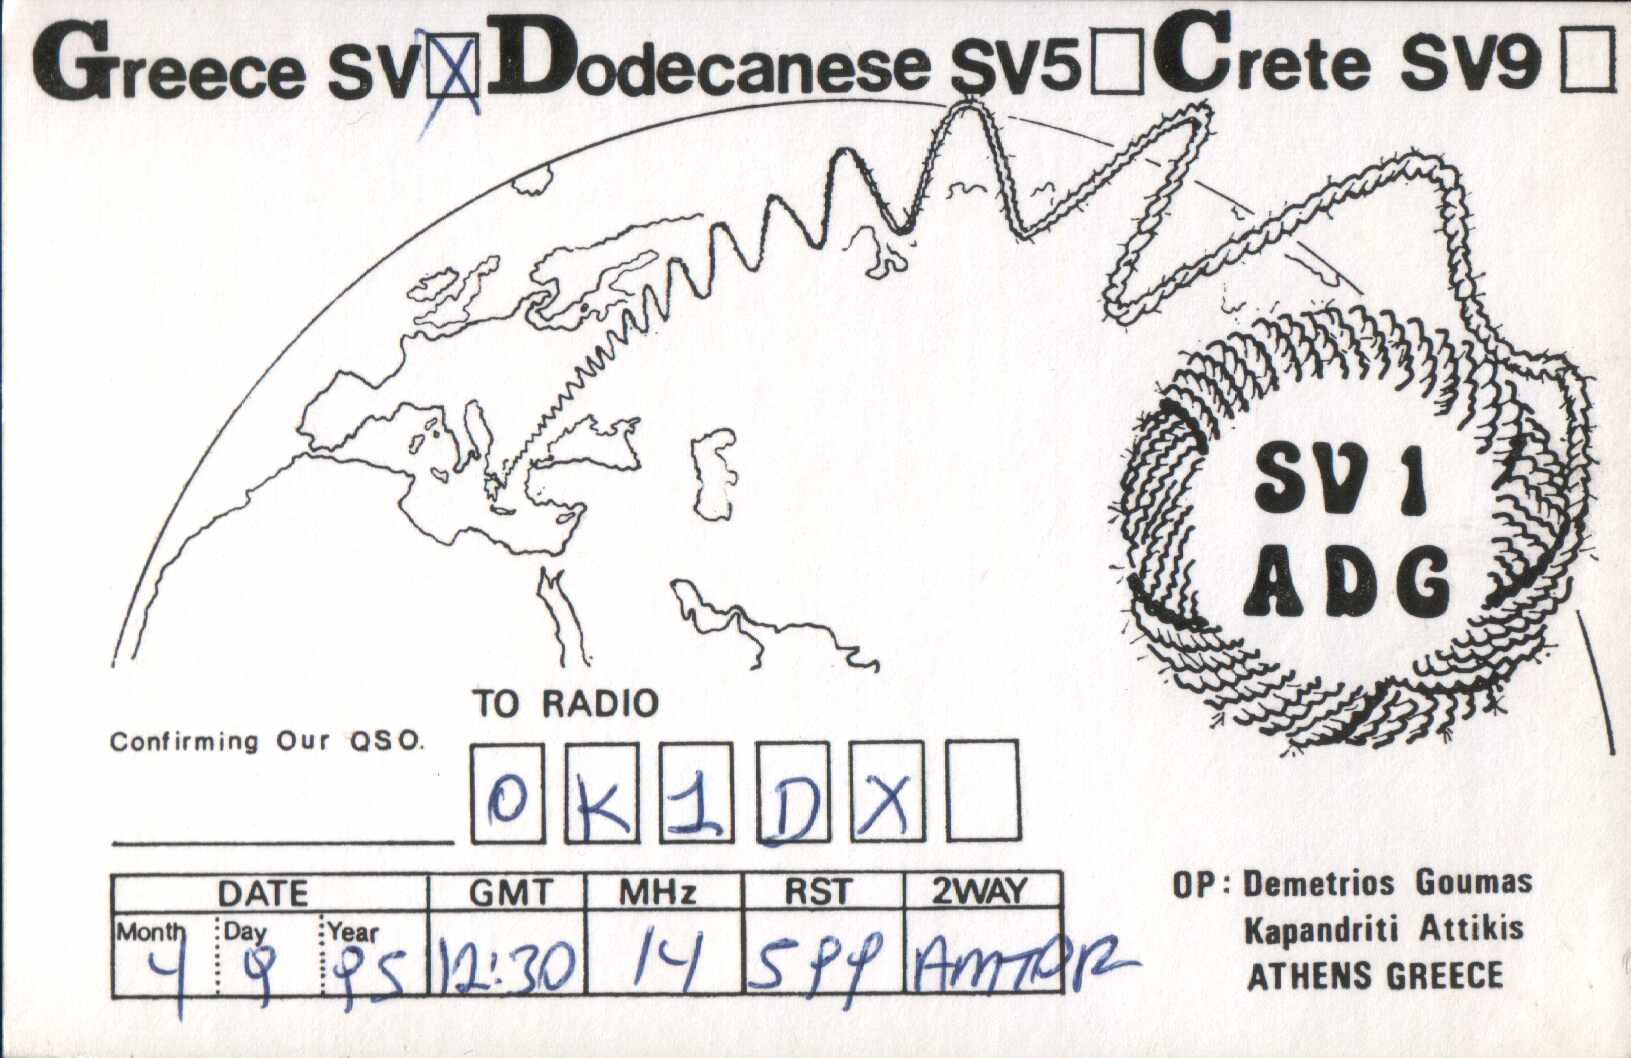 Greece SV X Dodecanese SV5 Crete SV9
SV1
ADG
TO RADIO
Confirming Our QSO.
O K 1 D X
DATE GMT MHz RST 2WAY
Month Day Year
4 9 95 12:30 14 599 AMTOR
OP: Demetrios Goumas
Kapandriti Attikis
ATHENS GREECE